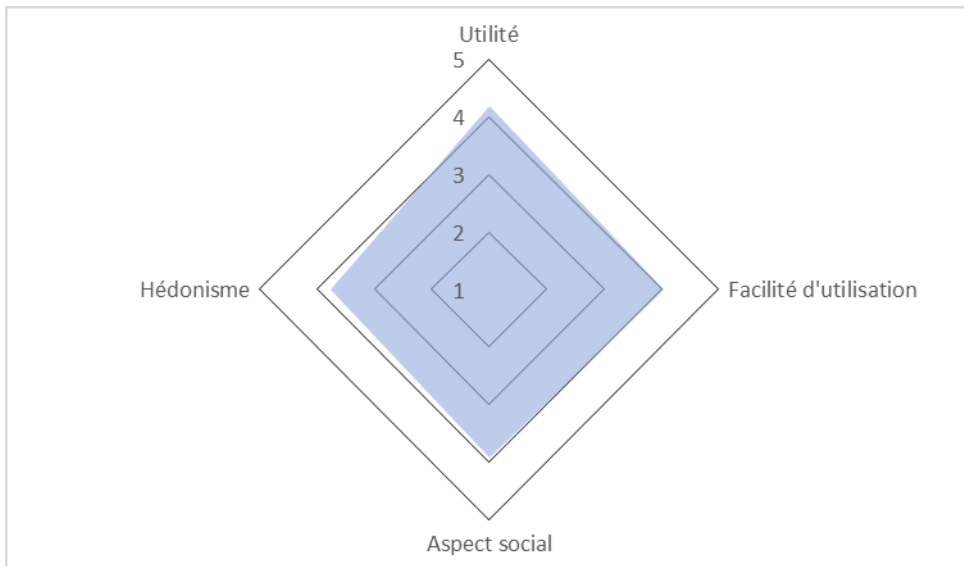 Utilité
5
4
3
2
1
Hédonisme
Facilité d'utilisation
Aspect social